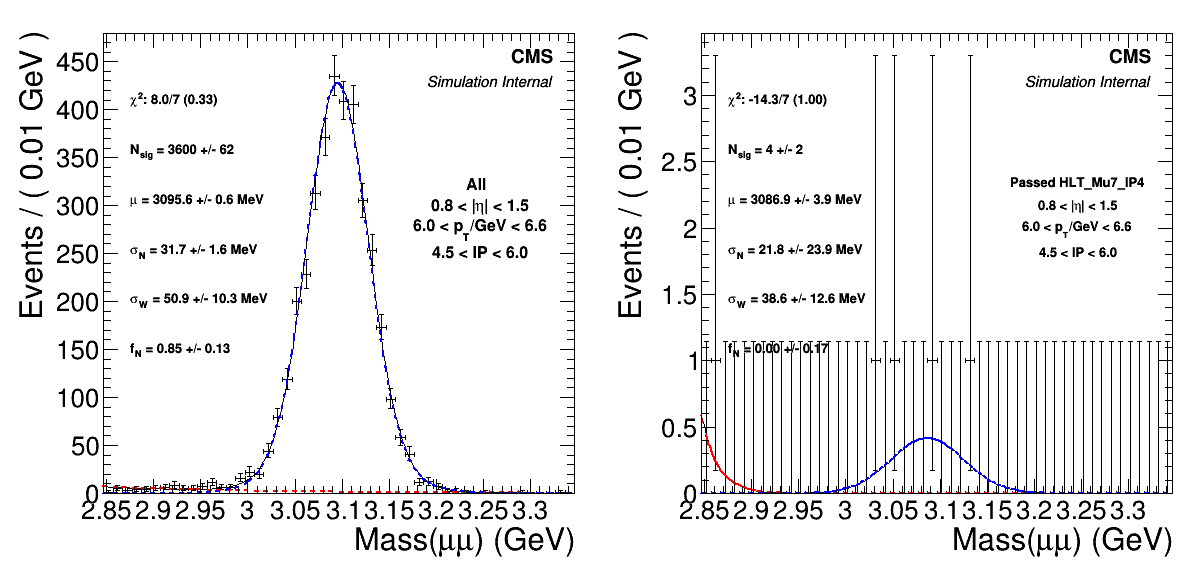 CMS
Simulation Internal
χ²: 8.0/7 (0.33)
N_sig = 3600 +/- 62
μ = 3095.6 +/- 0.6 MeV
σ_N = 31.7 +/- 1.6 MeV
σ_W = 50.9 +/- 10.3 MeV
f_N = 0.85 +/- 0.13
All
0.8 < |η| < 1.5
6.0 < p_T/GeV < 6.6
4.5 < IP < 6.0
Events / ( 0.01 GeV )
450
400
350
300
250
200
150
100
50
0
2.85 2.9 2.95 3 3.05 3.1 3.15 3.2 3.25 3.3
Mass(μμ) (GeV)
CMS
Simulation Internal
χ²: -14.3/7 (1.00)
N_sig = 4 +/- 2
μ = 3086.9 +/- 3.9 MeV
σ_N = 21.8 +/- 23.9 MeV
σ_W = 38.6 +/- 12.6 MeV
f_N = 0.00 +/- 0.17
Passed HLT_Mu7_IP4
0.8 < |η| < 1.5
6.0 < p_T/GeV < 6.6
4.5 < IP < 6.0
Events / ( 0.01 GeV )
3
2.5
2
1.5
1
0.5
0
2.85 2.9 2.95 3 3.05 3.1 3.15 3.2 3.25 3.3
Mass(μμ) (GeV)